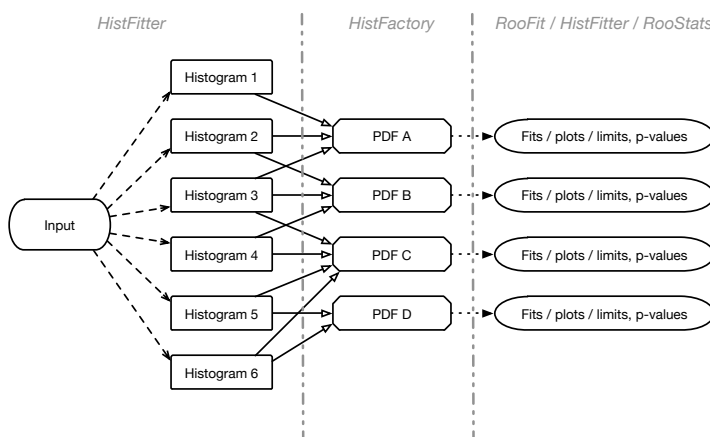 HistFitter
HistFactory
RooFit / HistFitter / RooStats
Histogram 1
Histogram 2
PDF A
Fits / plots / limits, p-values
Histogram 3
PDF B
Fits / plots / limits, p-values
Input
Histogram 4
PDF C
Fits / plots / limits, p-values
Histogram 5
PDF D
Fits / plots / limits, p-values
Histogram 6